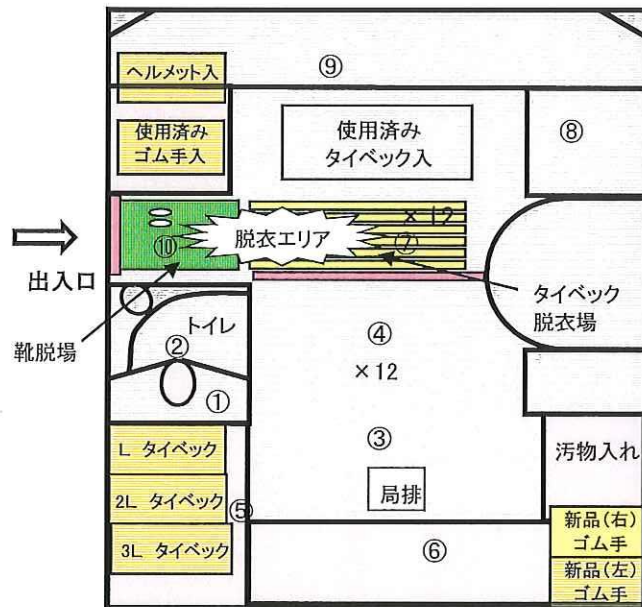 ヘルメット入
⑨
使用済み
ゴム手入
使用済み
タイベック入
⑧
×12
脱衣エリア
⑦
⑩
出入口
靴脱場
タイベック
脱衣場
トイレ
②
①
④
×12
③
局排
L タイベック
2L タイベック
3L タイベック
⑤
⑥
汚物入れ
新品(右)
ゴム手
新品(左)
ゴム手